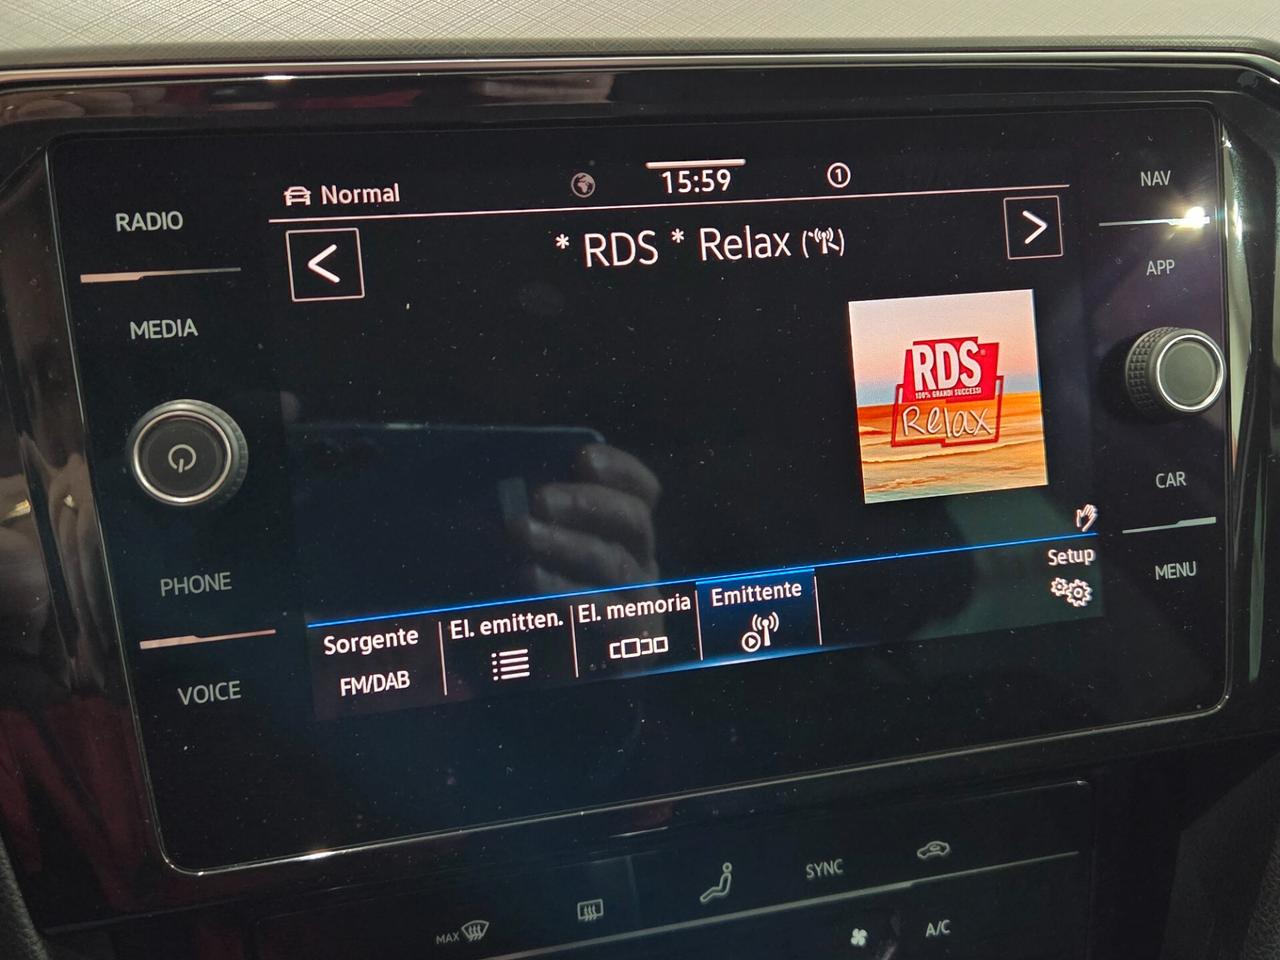 Normal
15:59
1
* RDS * Relax
RADIO
MEDIA
PHONE
VOICE
NAV
APP
CAR
MENU
RDS
100% GRANDI SUCCESSI
Relax
Setup
Sorgente
FM/DAB
El. emitten.
El. memoria
Emittente
MAX
SYNC
A/C